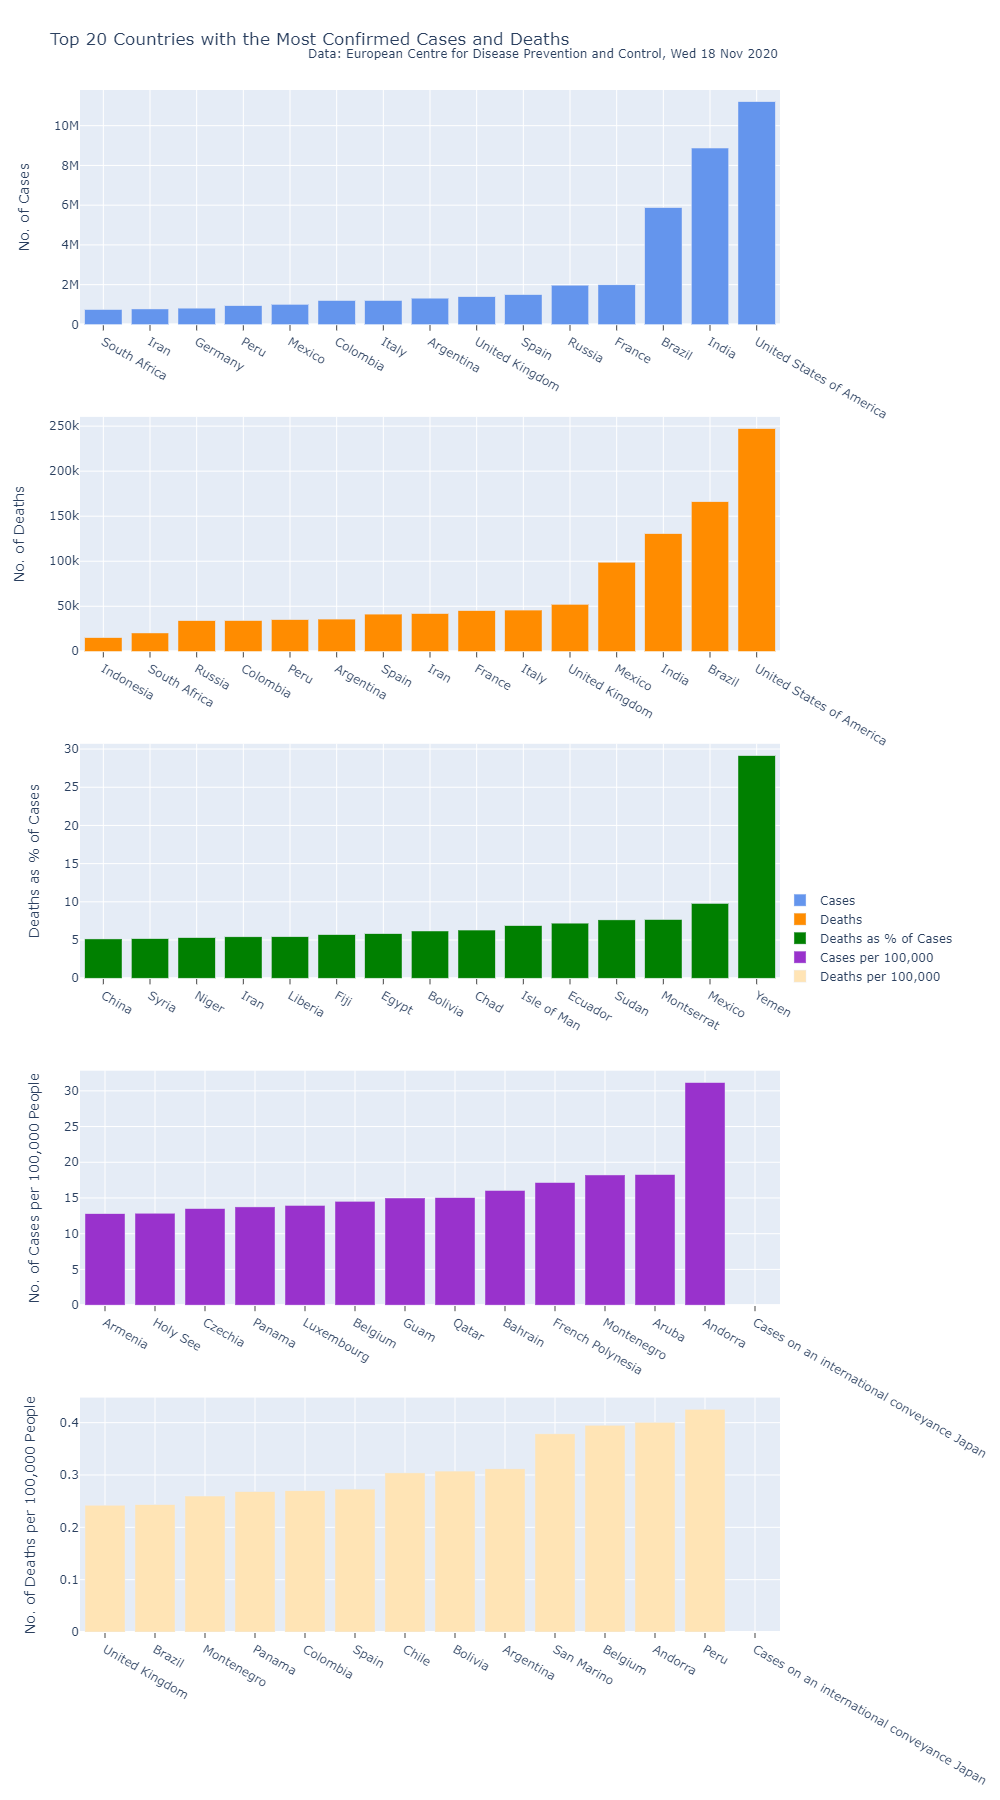 Top 20 Countries with the Most Confirmed Cases and Deaths
Data: European Centre for Disease Prevention and Control, Wed 18 Nov 2020
No. of Cases
10M
8M
6M
4M
2M
0
South Africa
Iran
Germany
Peru
Mexico
Colombia
Italy
Argentina
United Kingdom
Spain
Russia
France
Brazil
India
United States of America
No. of Deaths
250k
200k
150k
100k
50k
0
Indonesia
South Africa
Russia
Colombia
Peru
Argentina
Spain
Iran
France
Italy
United Kingdom
Mexico
India
Brazil
United States of America
Deaths as % of Cases
30
25
20
15
10
5
0
China
Syria
Niger
Iran
Liberia
Fiji
Egypt
Bolivia
Chad
Isle of Man
Ecuador
Sudan
Montserrat
Mexico
Yemen
Cases
Deaths
Deaths as % of Cases
Cases per 100,000
Deaths per 100,000
No. of Cases per 100,000 People
30
25
20
15
10
5
0
Armenia
Holy See
Czechia
Panama
Luxembourg
Belgium
Guam
Qatar
Bahrain
French Polynesia
Montenegro
Aruba
Andorra
Cases on an international conveyance Japan
No. of Deaths per 100,000 People
0.4
0.3
0.2
0.1
0
United Kingdom
Brazil
Montenegro
Panama
Colombia
Spain
Chile
Bolivia
Argentina
San Marino
Belgium
Andorra
Peru
Cases on an international conveyance Japan